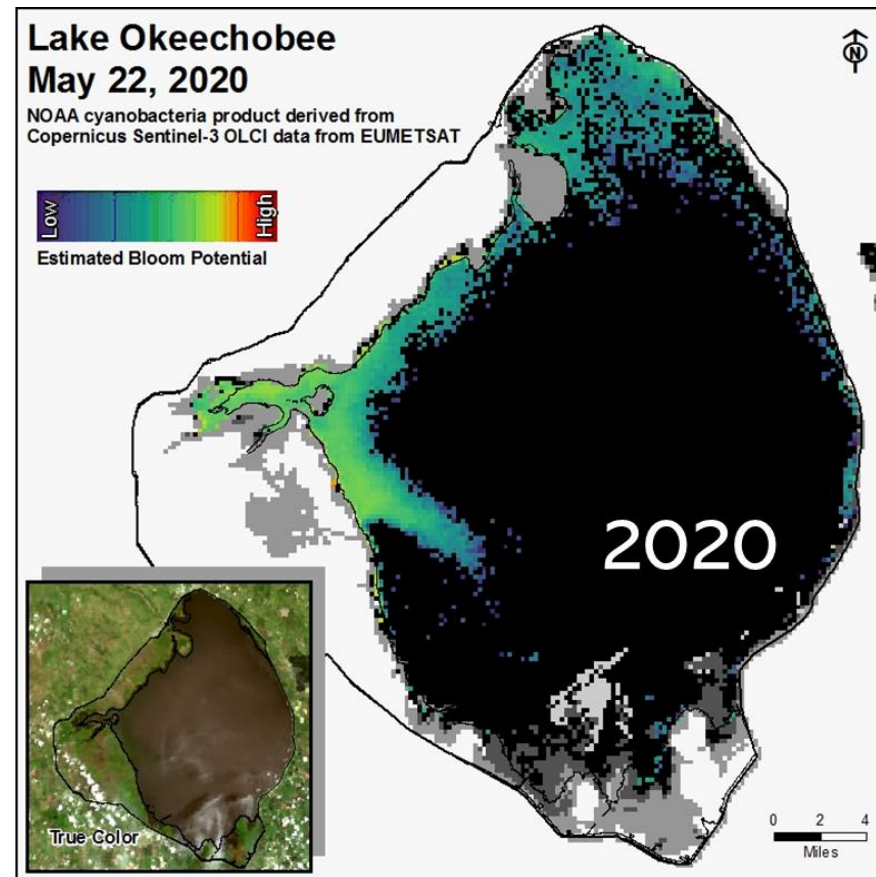 Lake Okeechobee
May 22, 2020
NOAA cyanobacteria product derived from
Copernicus Sentinel-3 OLCI data from EUMETSAT
N
Low
High
Estimated Bloom Potential
2020
True Color
0 2 4
Miles